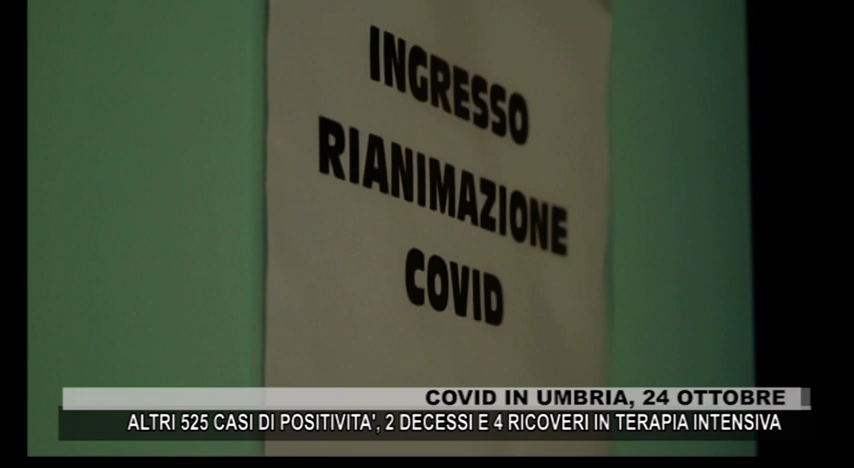 INGRESSO
RIANIMAZIONE
COVID
COVID IN UMBRIA, 24 OTTOBRE
ALTRI 525 CASI DI POSITIVITA', 2 DECESSI E 4 RICOVERI IN TERAPIA INTENSIVA